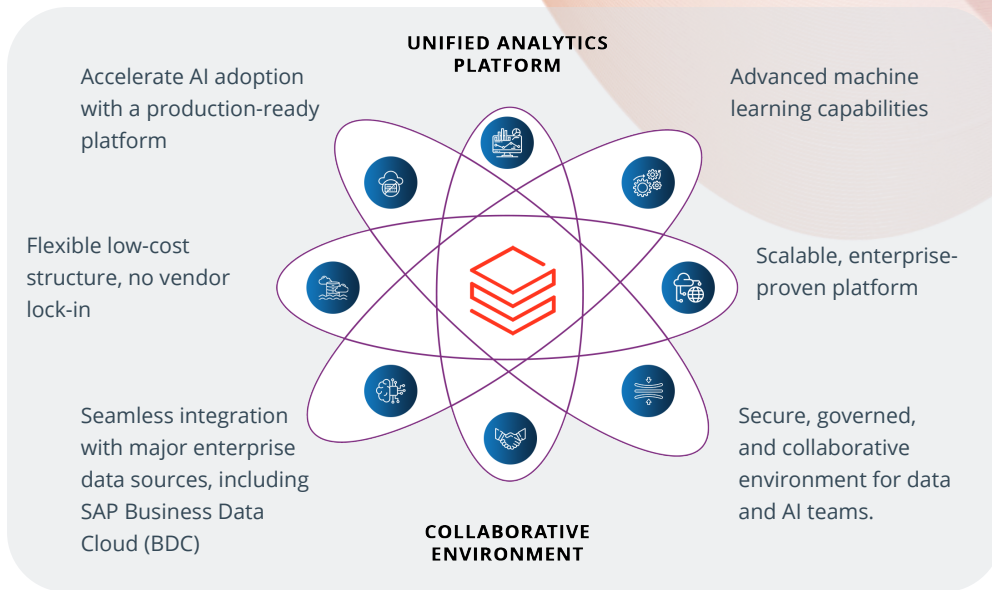 UNIFIED ANALYTICS
PLATFORM
Accelerate AI adoption
with a production-ready
platform
Advanced machine
learning capabilities
Flexible low-cost
structure, no vendor
lock-in
Scalable, enterprise-
proven platform
Seamless integration
with major enterprise
data sources, including
SAP Business Data
Cloud (BDC)
Secure, governed,
and collaborative
environment for data
and AI teams.
COLLABORATIVE
ENVIRONMENT